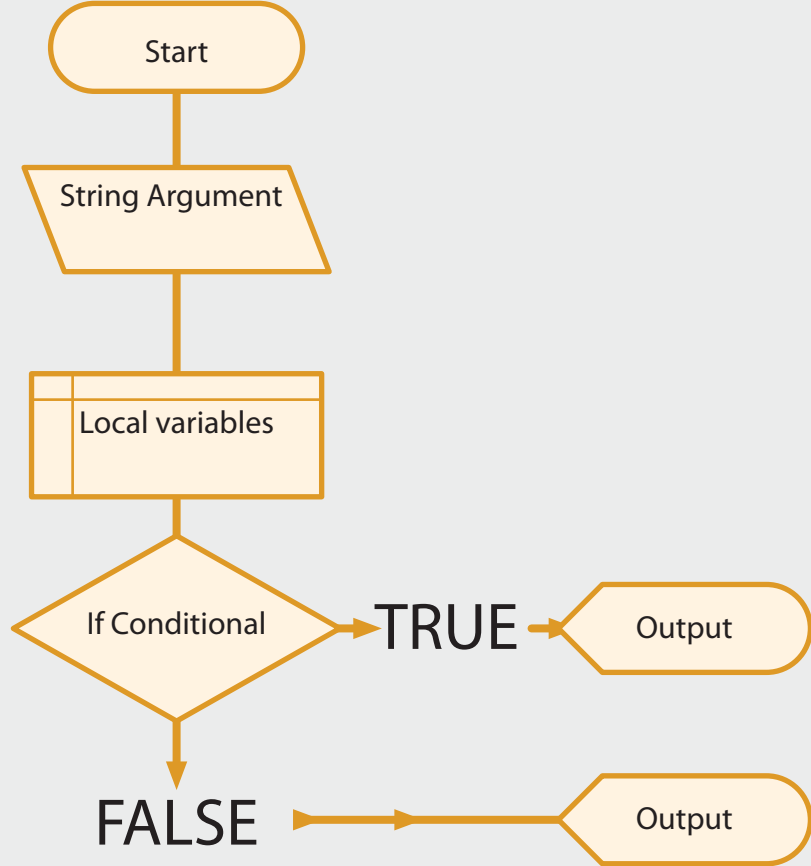 Start
String Argument
Local variables
If Conditional
TRUE
Output
FALSE
Output